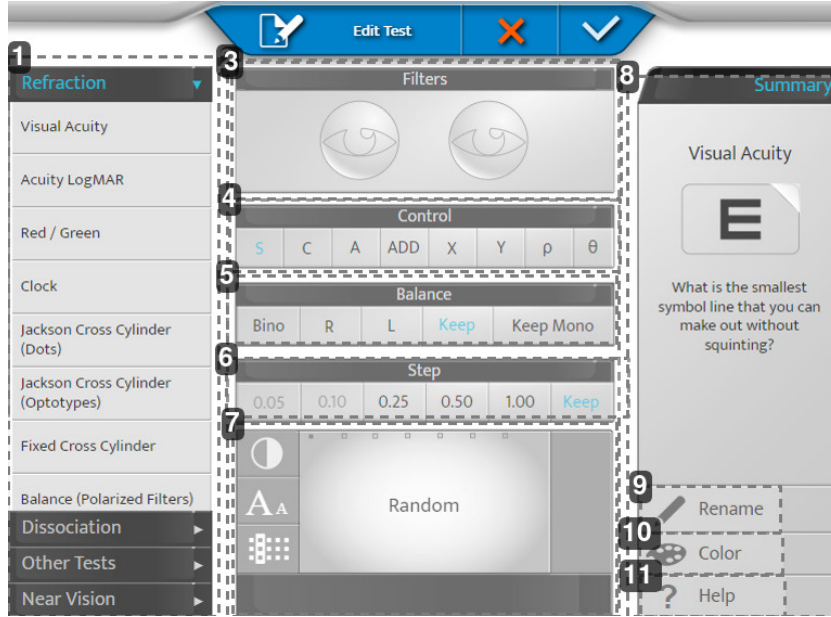 Edit Test
1
Refraction
Visual Acuity
Acuity LogMAR
Red / Green
Clock
Jackson Cross Cylinder
(Dots)
Jackson Cross Cylinder
(Optotypes)
Fixed Cross Cylinder
Balance (Polarized Filters)
Dissociation
Other Tests
Near Vision
3
Filters
4
Control
S C A ADD X Y ρ θ
5
Balance
Bino R L Keep Keep Mono
6
Step
0.05 0.10 0.25 0.50 1.00 Keep
7
A A
Random
8
Summary
Visual Acuity
E
What is the smallest
symbol line that you can
make out without
squinting?
9
Rename
10
Color
11
? Help